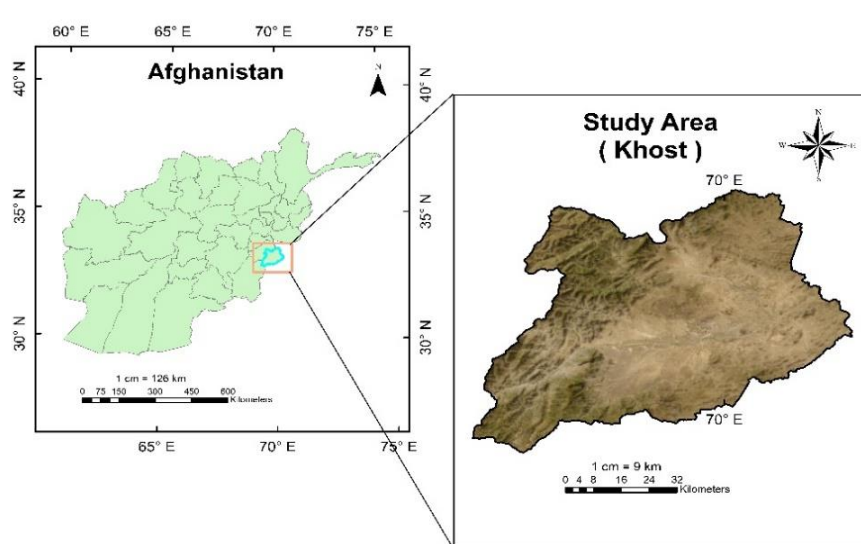 60° E 65° E 70° E 75° E
Afghanistan
N
40° N
40° N
35° N
35° N
30° N
30° N
1 cm = 126 km
0 75 150 300 450 600
Kilometers
65° E 70° E 75° E
Study Area
( Khost )
N
W E
S
70° E
70° E
1 cm = 9 km
0 4 8 16 24 32
Kilometers